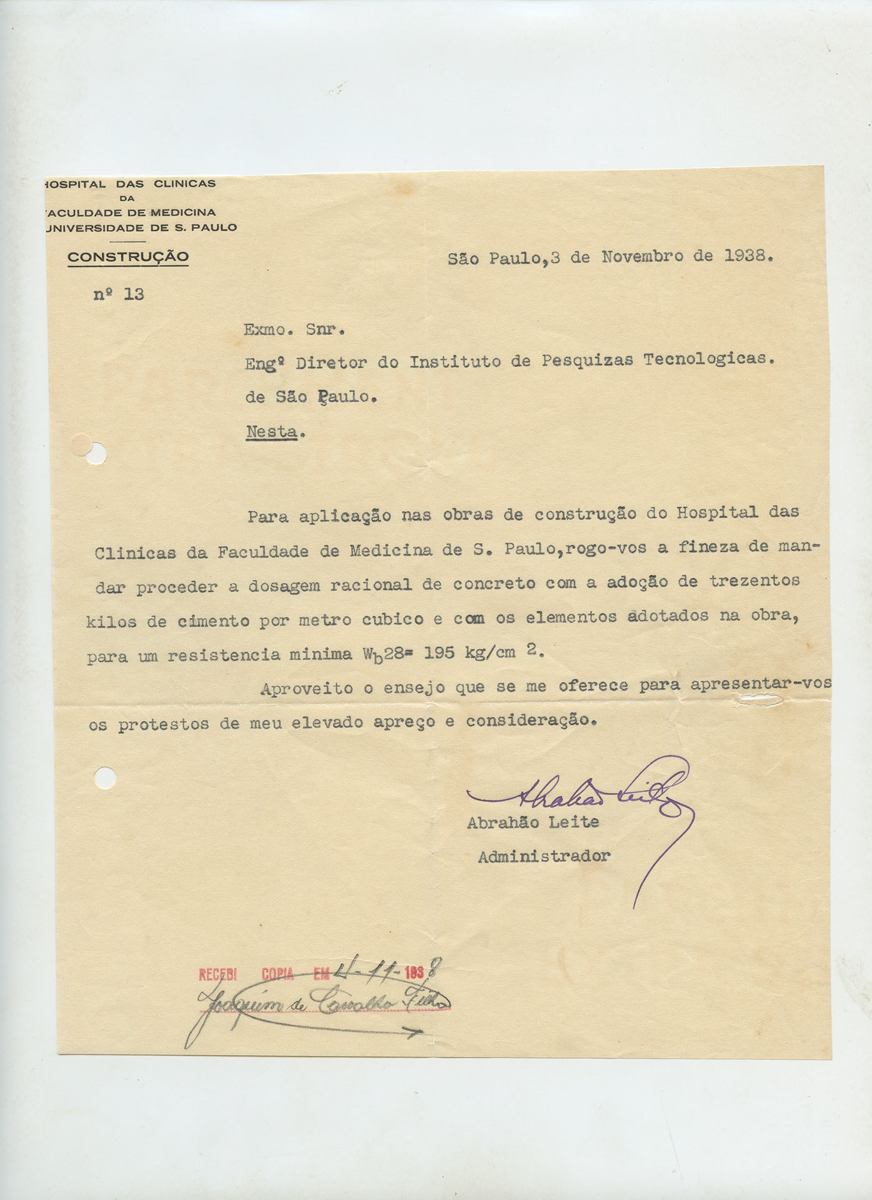 HOSPITAL DAS CLINICAS
DA
FACULDADE DE MEDICINA
UNIVERSIDADE DE S. PAULO
CONSTRUÇÃO
nº 13
São Paulo,3 de Novembro de 1938.
Exmo. Snr.
Engº Diretor do Instituto de Pesquizas Tecnologicas.
de São Paulo.
Nesta.
Para aplicação nas obras de construção do Hospital das
Clinicas da Faculdade de Medicina de S. Paulo,rogo-vos a fineza de man-
dar proceder a dosagem racional de concreto com a adoção de trezentos
kilos de cimento por metro cubico e com os elementos adotados na obra,
para um resistencia minima Wb28= 195 kg/cm 2.
Aproveito o ensejo que se me oferece para apresentar-vos
os protestos de meu elevado apreço e consideração.
Abrahão Leite
Abrahão Leite
Administrador
RECEBI COPIA EM 4-11-1938
Joaquim de Carvalho Filho